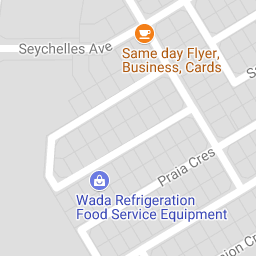 Seychelles Ave
Same day Flyer,
Business, Cards
Praia Cres
Wada Refrigeration
Food Service Equipment